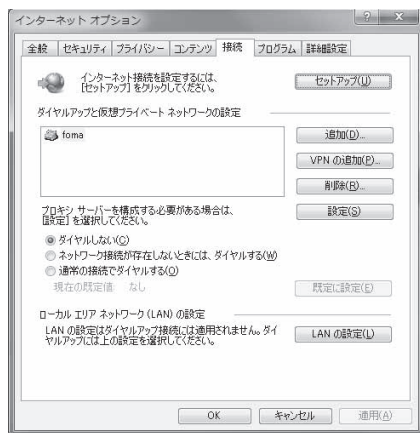 インターネット オプション
全般 セキュリティ プライバシー コンテンツ 接続 プログラム 詳細設定
インターネット接続を設定するには、
[セットアップ] をクリックしてください。
セットアップ(U)
ダイヤルアップと仮想プライベート ネットワークの設定
foma
追加(D)...
VPN の追加(P)...
削除(R)...
プロキシ サーバーを構成する必要がある場合は、
[設定] を選択してください。
設定(S)
ダイヤルしない(C)
ネットワーク接続が存在しないときには、ダイヤルする(W)
通常の接続でダイヤルする(O)
現在の既定値 なし
既定に設定(E)
ローカル エリア ネットワーク (LAN) の設定
LAN の設定はダイヤルアップ接続には適用されません。ダイ
ヤルアップには上の設定を選択してください。
LAN の設定(L)
OK キャンセル 適用(A)